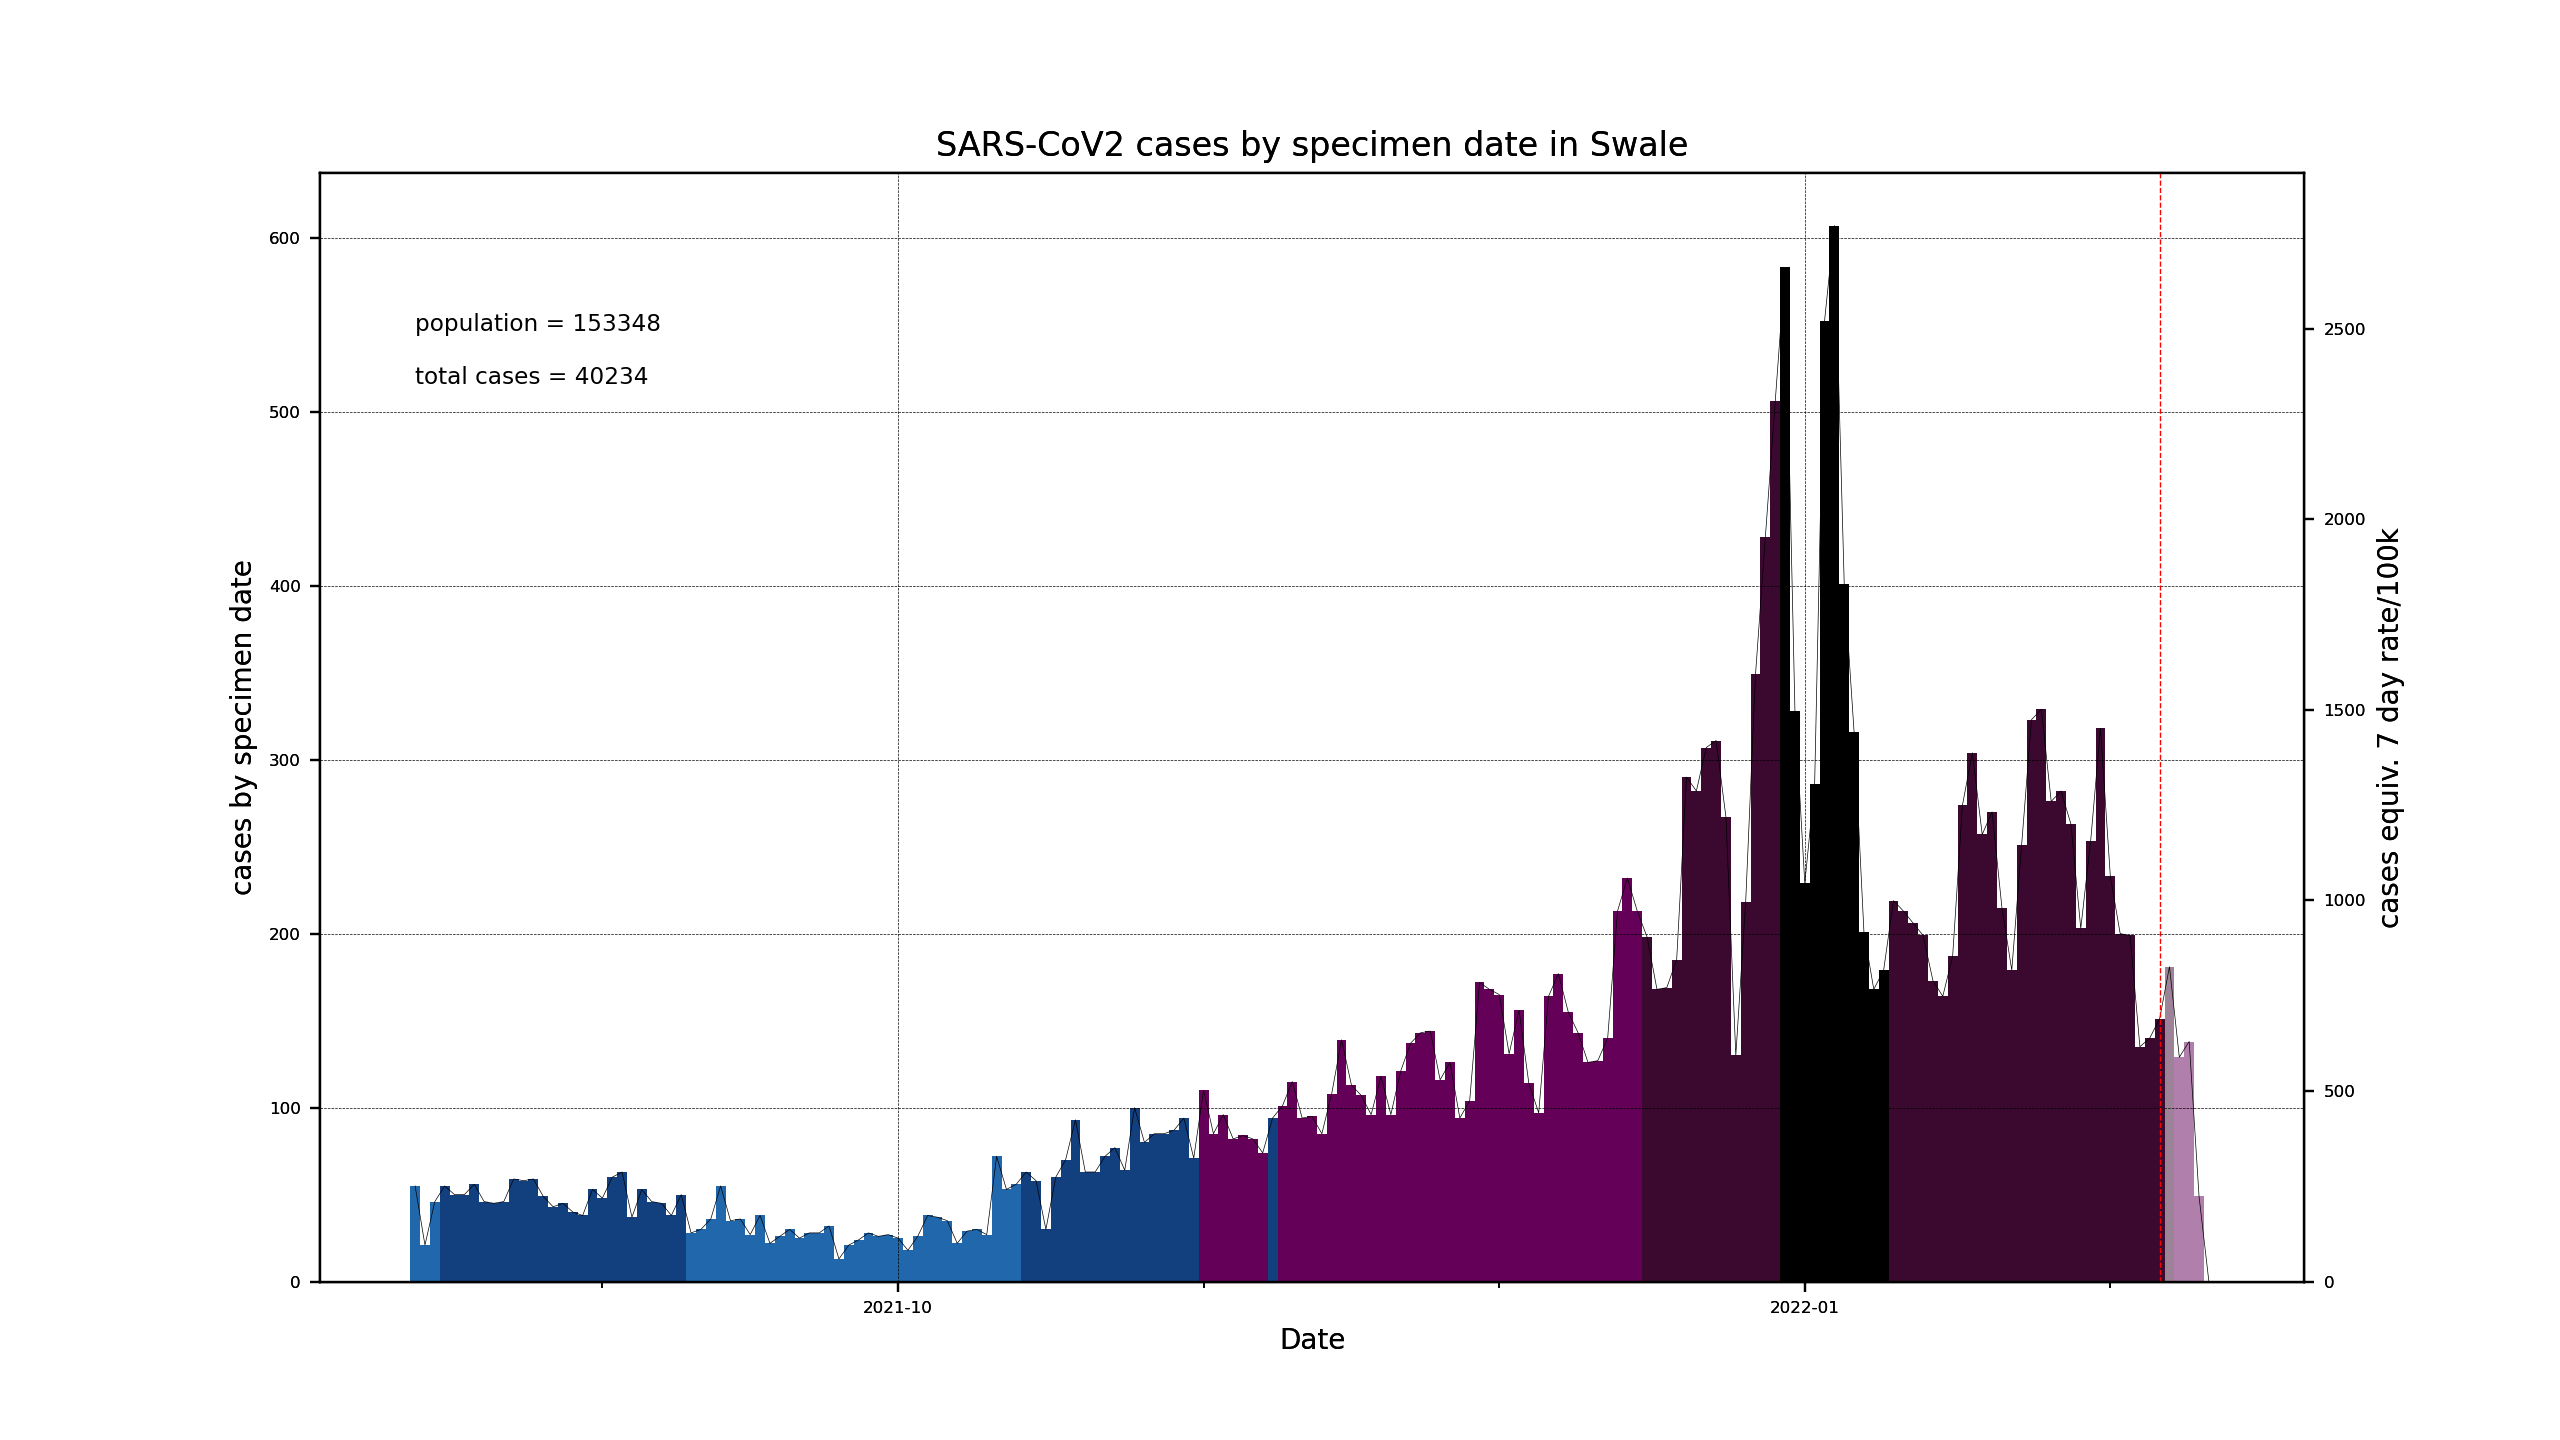 SARS-CoV2 cases by specimen date in Swale
population = 153348
total cases = 40234
cases by specimen date
600
500
400
300
200
100
0
2500
2000
1500
1000
500
0
cases equiv. 7 day rate/100k
2021-10
2022-01
Date